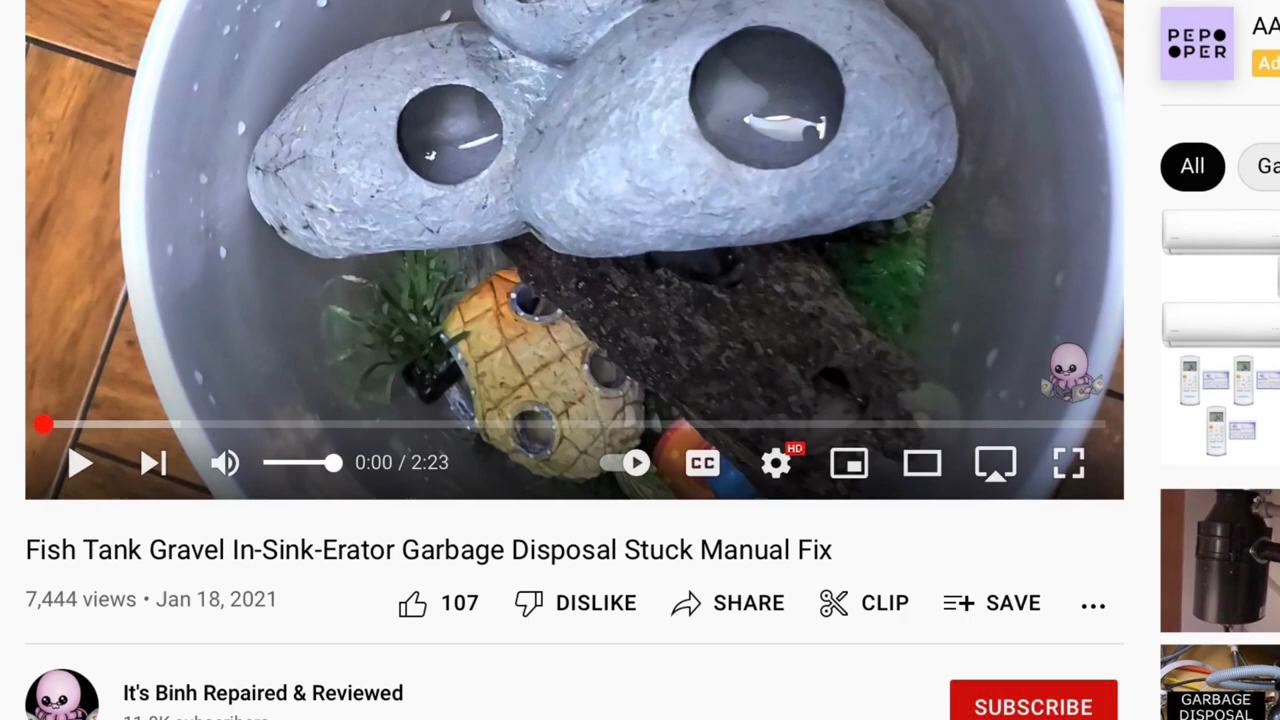 PEPO
OPER
AA
Ad
All
Ga
HD
0:00 / 2:23
CC
Fish Tank Gravel In-Sink-Erator Garbage Disposal Stuck Manual Fix
7,444 views • Jan 18, 2021
107
DISLIKE
SHARE
CLIP
SAVE
It's Binh Repaired & Reviewed
SUBSCRIBE
GARBAGE
DISPOSAL